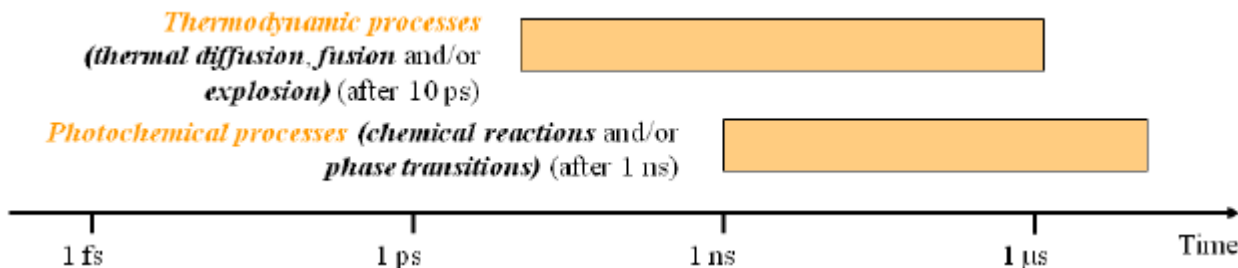 Thermodynamic processes
(thermal diffusion, fusion and/or
explosion) (after 10 ps)
Photochemical processes (chemical reactions and/or
phase transitions) (after 1 ns)
1 fs 1 ps 1 ns 1 μs Time